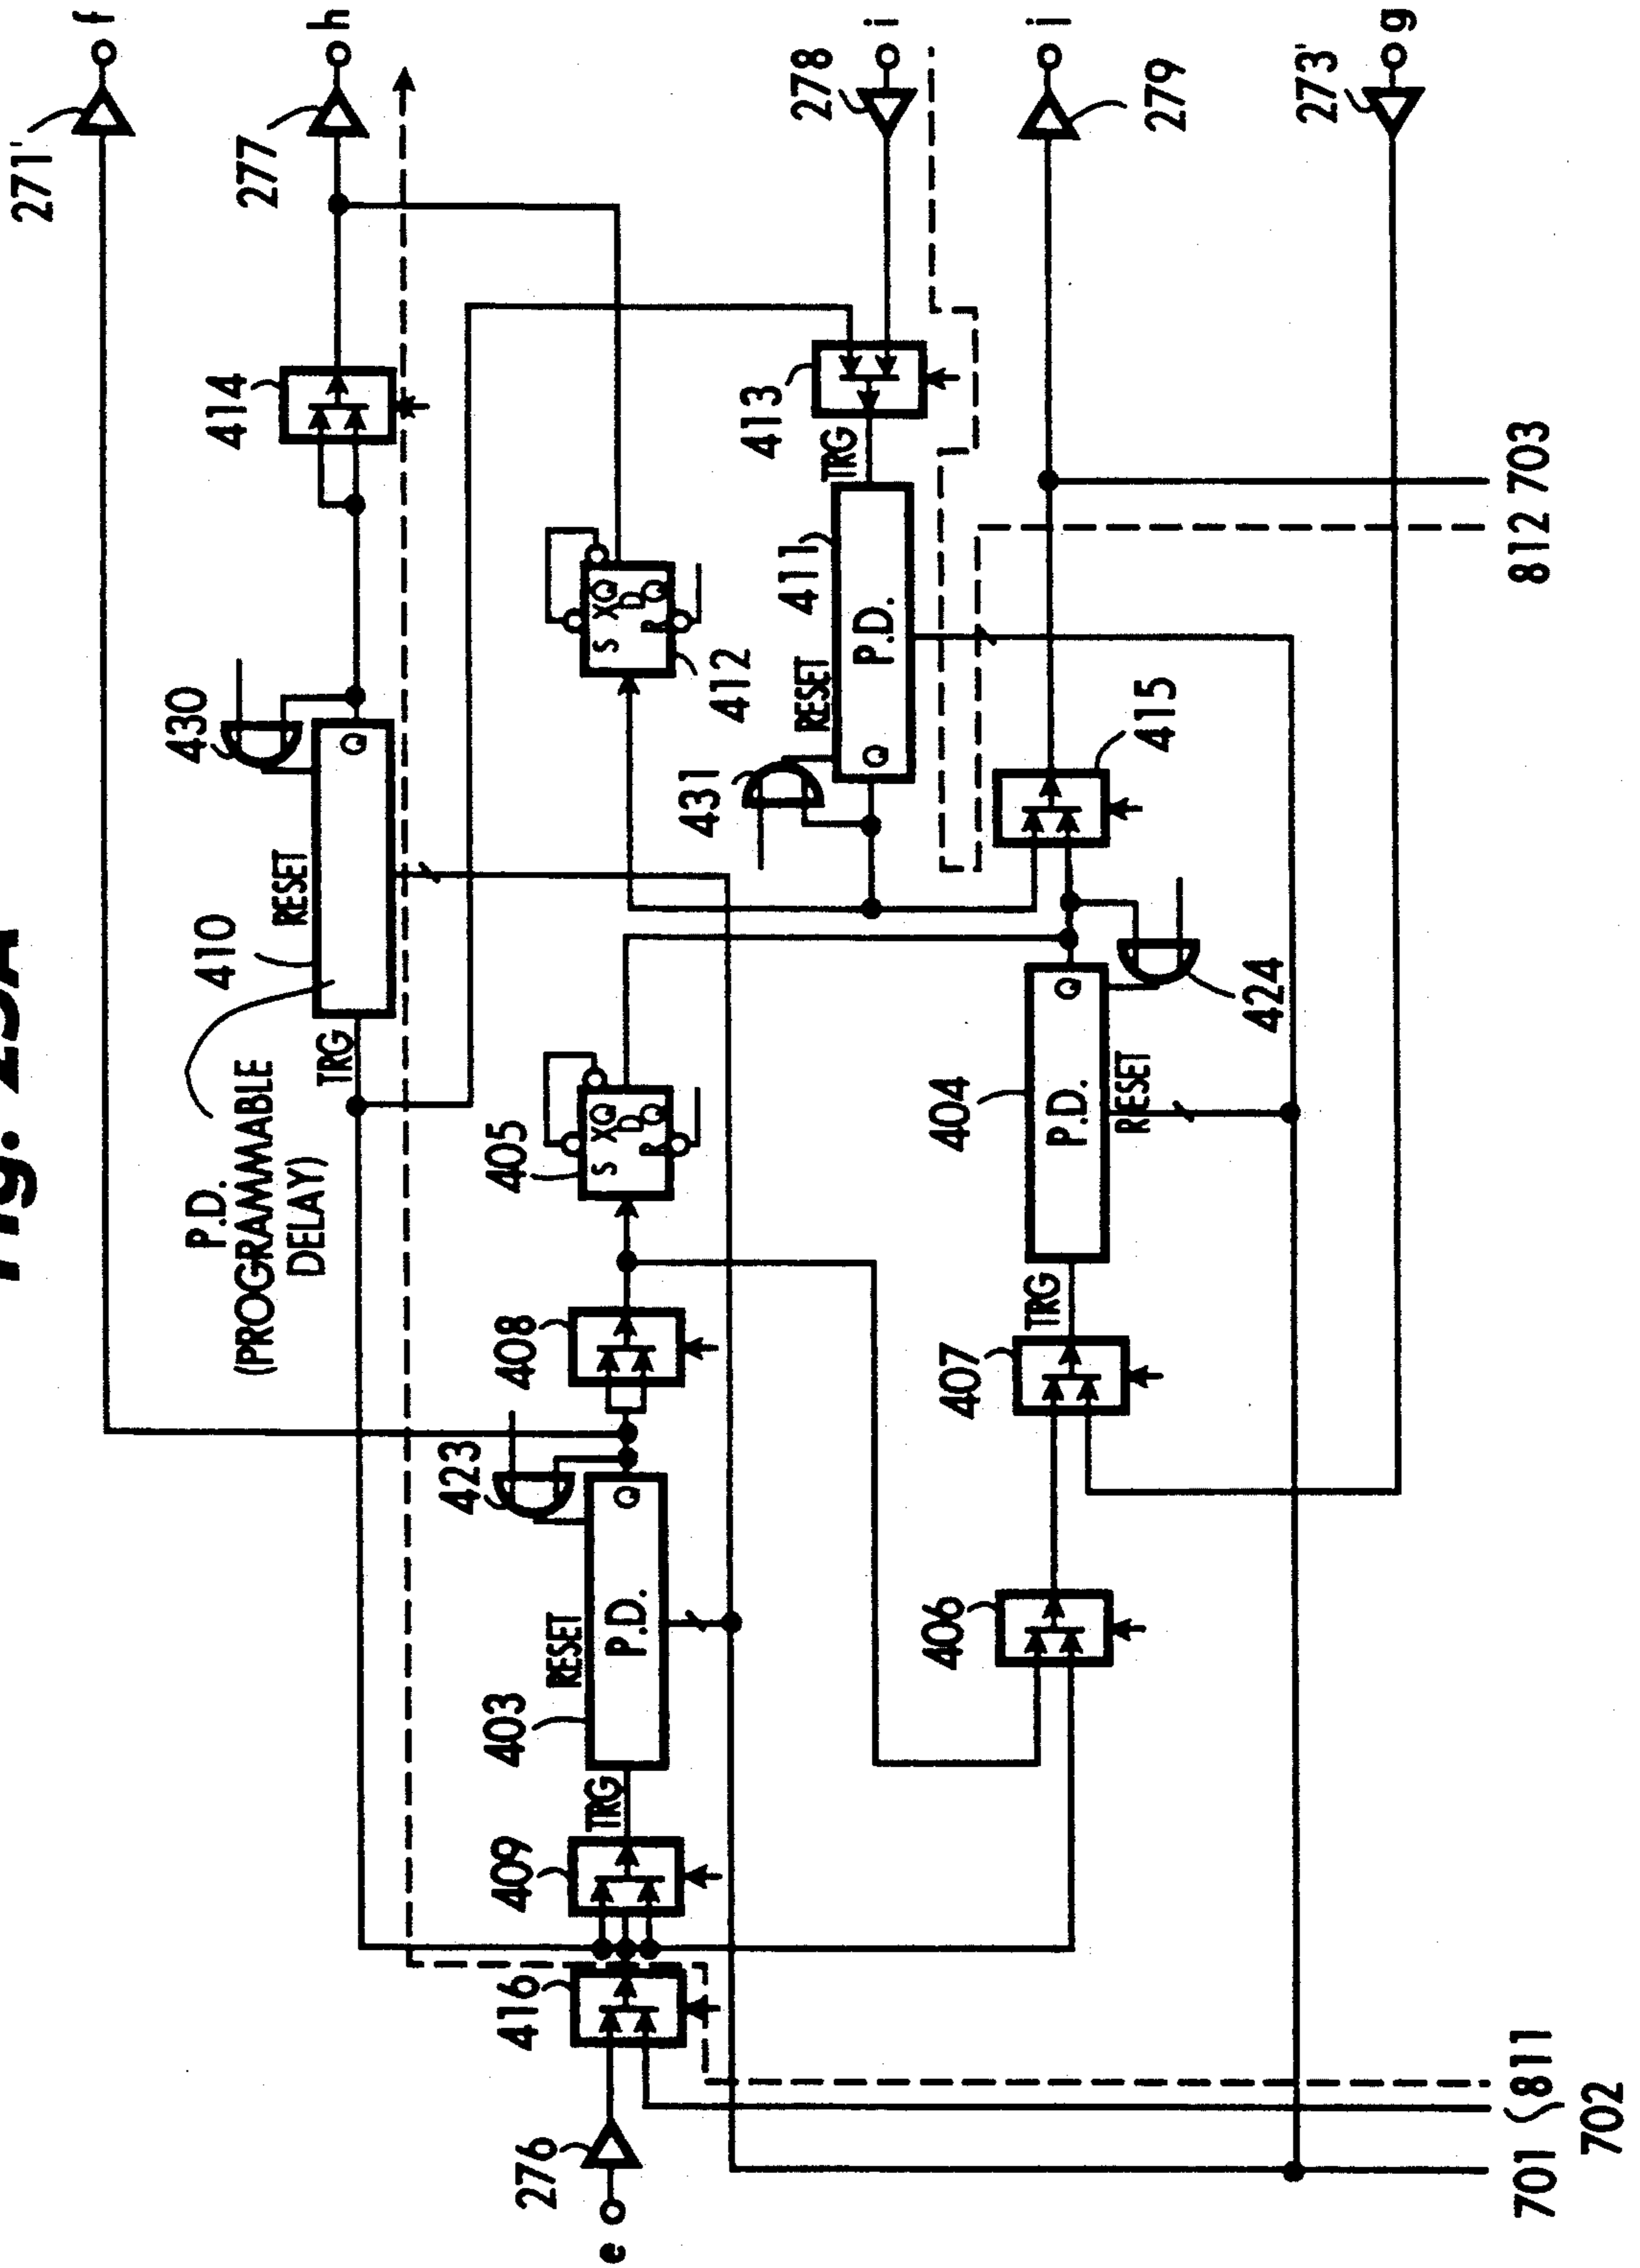 Fig.
271'
f
P.D.
(PROGRAMMABLE
DELAY)
410
430
414
277
h
RESET
TRG
Q
276
e
416
409
TRG
403
RESET
P.D.
Q
423
408
405
S
XQ
D
R
Q
412
S
XQ
D
R
Q
431
RESET
Q
P.D.
411
TRG
413
278
i
406
407
TRG
404
P.D.
RESET
Q
424
415
279
j
273'
g
701
811
702
812
703